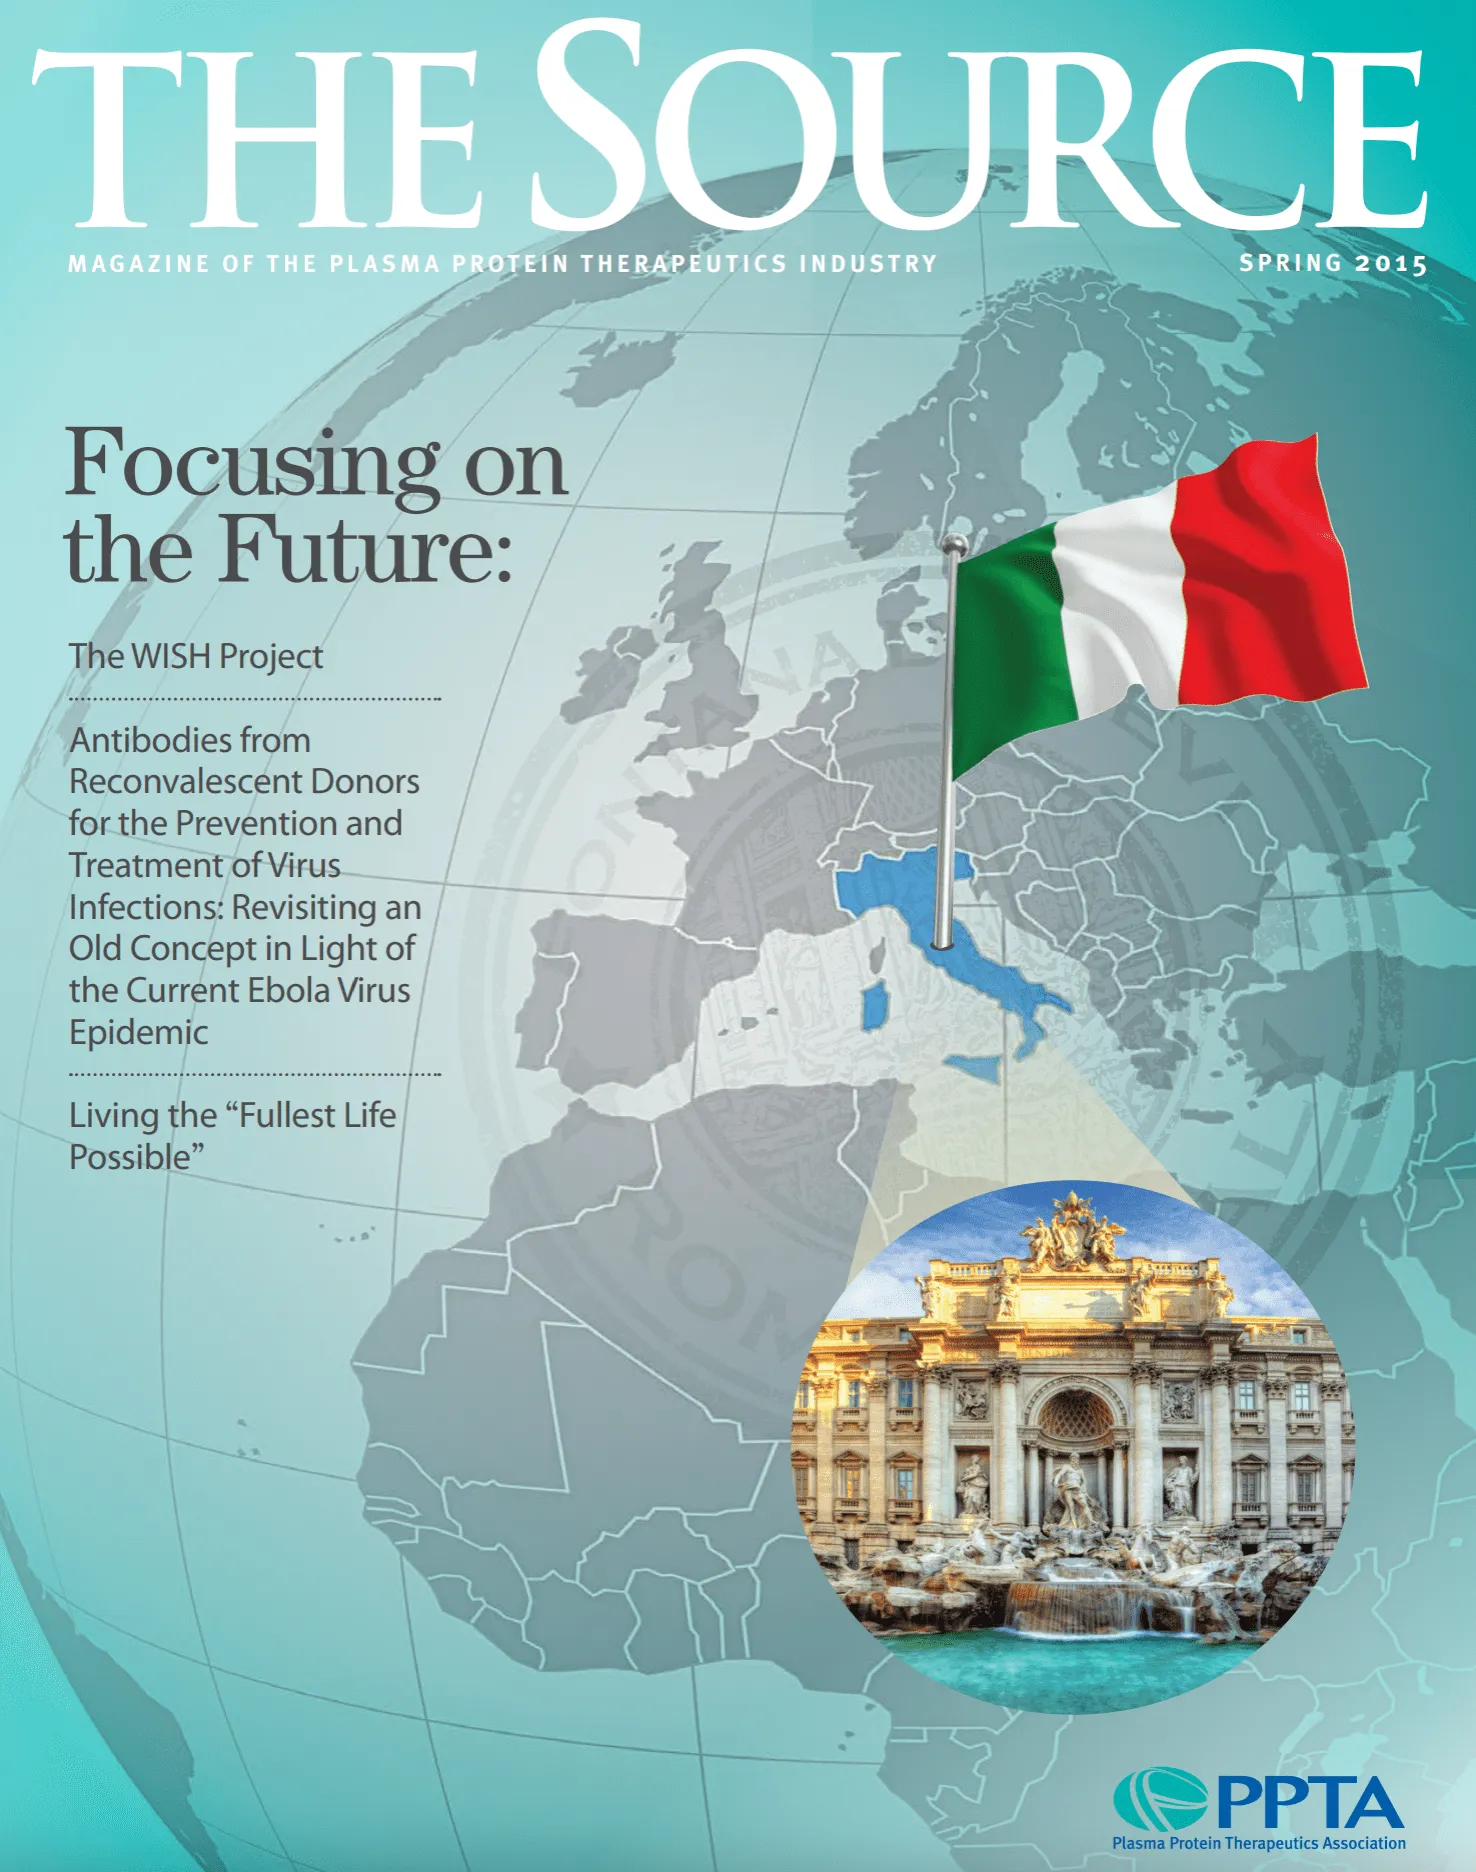 THE SOURCE
MAGAZINE OF THE PLASMA PROTEIN THERAPEUTICS INDUSTRY
SPRING 2015
Focusing on
the Future:
The WISH Project
Antibodies from
Reconvalescent Donors
for the Prevention and
Treatment of Virus
Infections: Revisiting an
Old Concept in Light of
the Current Ebola Virus
Epidemic
Living the “Fullest Life
Possible”
PPTA
Plasma Protein Therapeutics Association